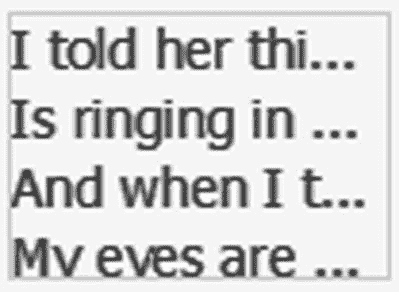 I told her thi...
Is ringing in ...
And when I t...
My eyes are ...